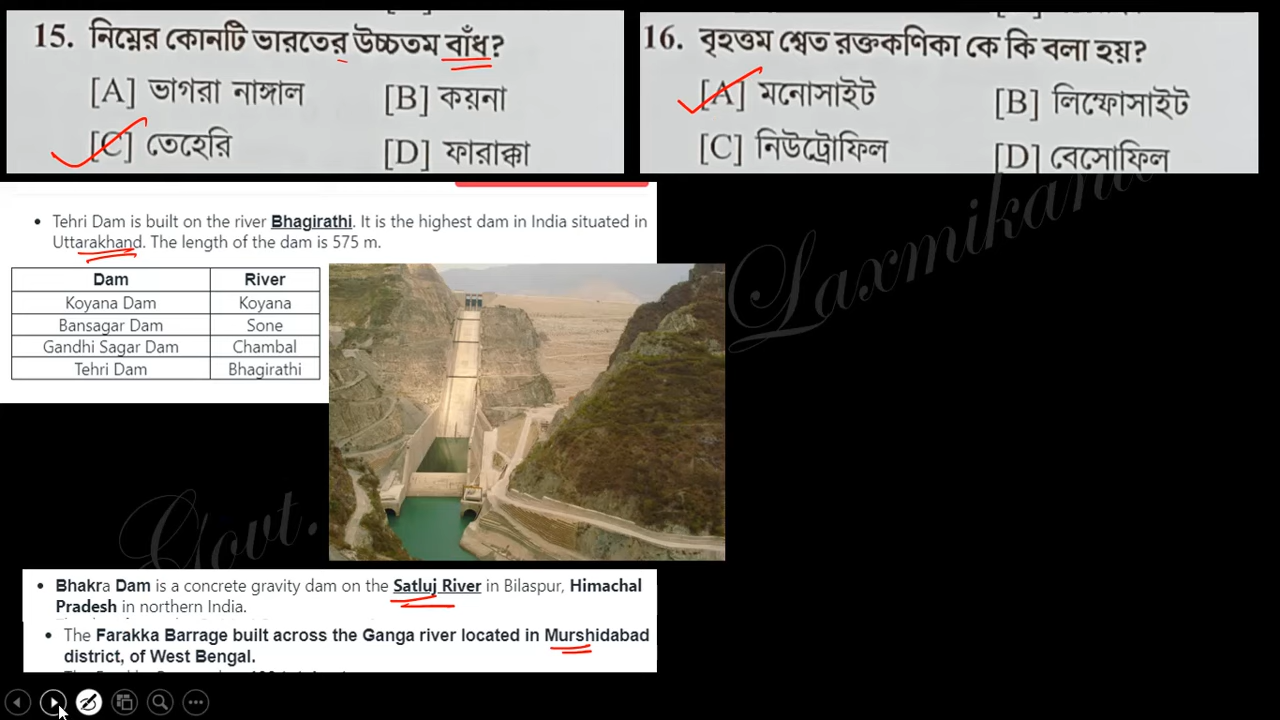 15. নিম্নের কোনটি ভারতের উচ্চতম বাঁধ?
[A] ভাগরা নাঙ্গাল [B] কয়না
[C] তেহেরি [D] ফারাক্কা
16. বৃহত্তম শ্বেত রক্তকণিকা কে কি বলা হয়?
[A] মনোসাইট [B] লিম্ফোসাইট
[C] নিউট্রোফিল [D] বেসোফিল
• Tehri Dam is built on the river Bhagirathi. It is the highest dam in India situated in
Uttarakhand. The length of the dam is 575 m.
Dam River
Koyana Dam Koyana
Bansagar Dam Sone
Gandhi Sagar Dam Chambal
Tehri Dam Bhagirathi
• Bhakra Dam is a concrete gravity dam on the Satluj River in Bilaspur, Himachal
Pradesh in northern India.
• The Farakka Barrage built across the Ganga river located in Murshidabad
district, of West Bengal.
Govt.